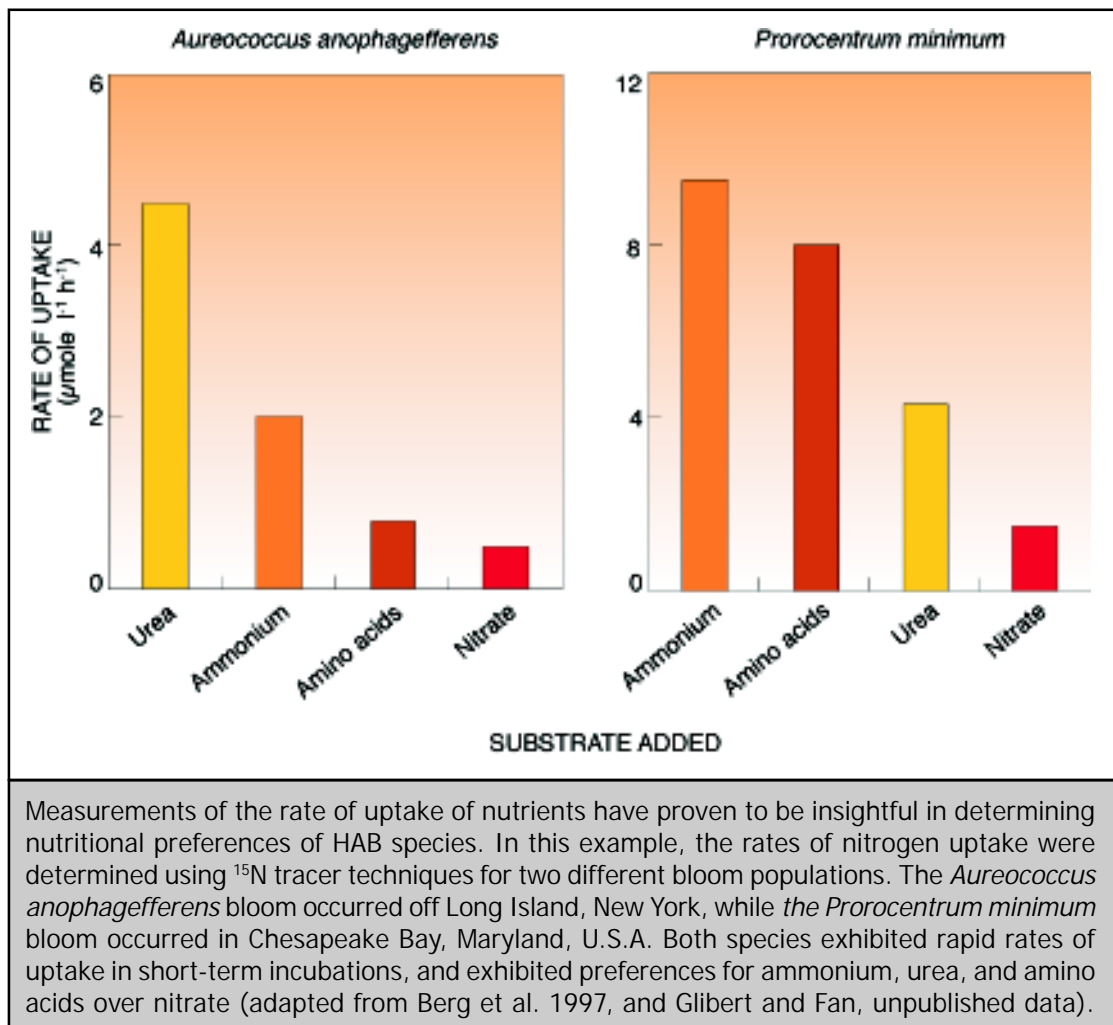 Aureococcus anophagefferens
Prorocentrum minimum
RATE OF UPTAKE
(µmole l⁻¹ h⁻¹)
6
4
2
0
Urea
Ammonium
Amino acids
Nitrate
12
8
4
0
Ammonium
Amino acids
Urea
Nitrate
SUBSTRATE ADDED
Measurements of the rate of uptake of nutrients have proven to be insightful in determining
nutritional preferences of HAB species. In this example, the rates of nitrogen uptake were
determined using ¹⁵N tracer techniques for two different bloom populations. The Aureococcus
anophagefferens bloom occurred off Long Island, New York, while the Prorocentrum minimum
bloom occurred in Chesapeake Bay, Maryland, U.S.A. Both species exhibited rapid rates of
uptake in short-term incubations, and exhibited preferences for ammonium, urea, and amino
acids over nitrate (adapted from Berg et al. 1997, and Glibert and Fan, unpublished data).